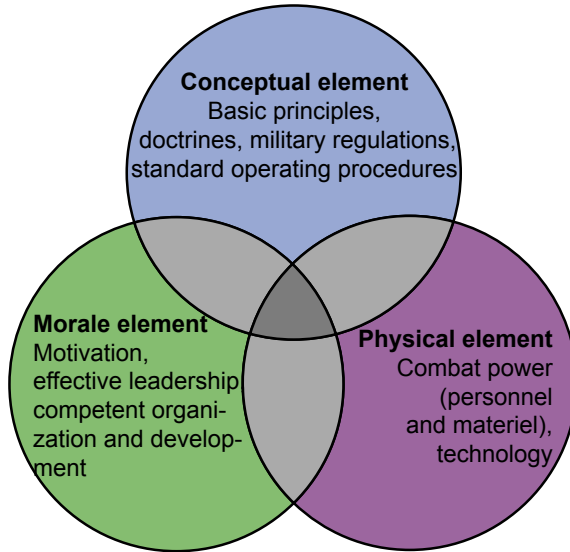 Conceptual element
Basic principles,
doctrines, military regulations,
standard operating procedures
Morale element
Motivation,
effective leadership
competent organi-
zation and develop-
ment
Physical element
Combat power
(personnel
and materiel),
technology